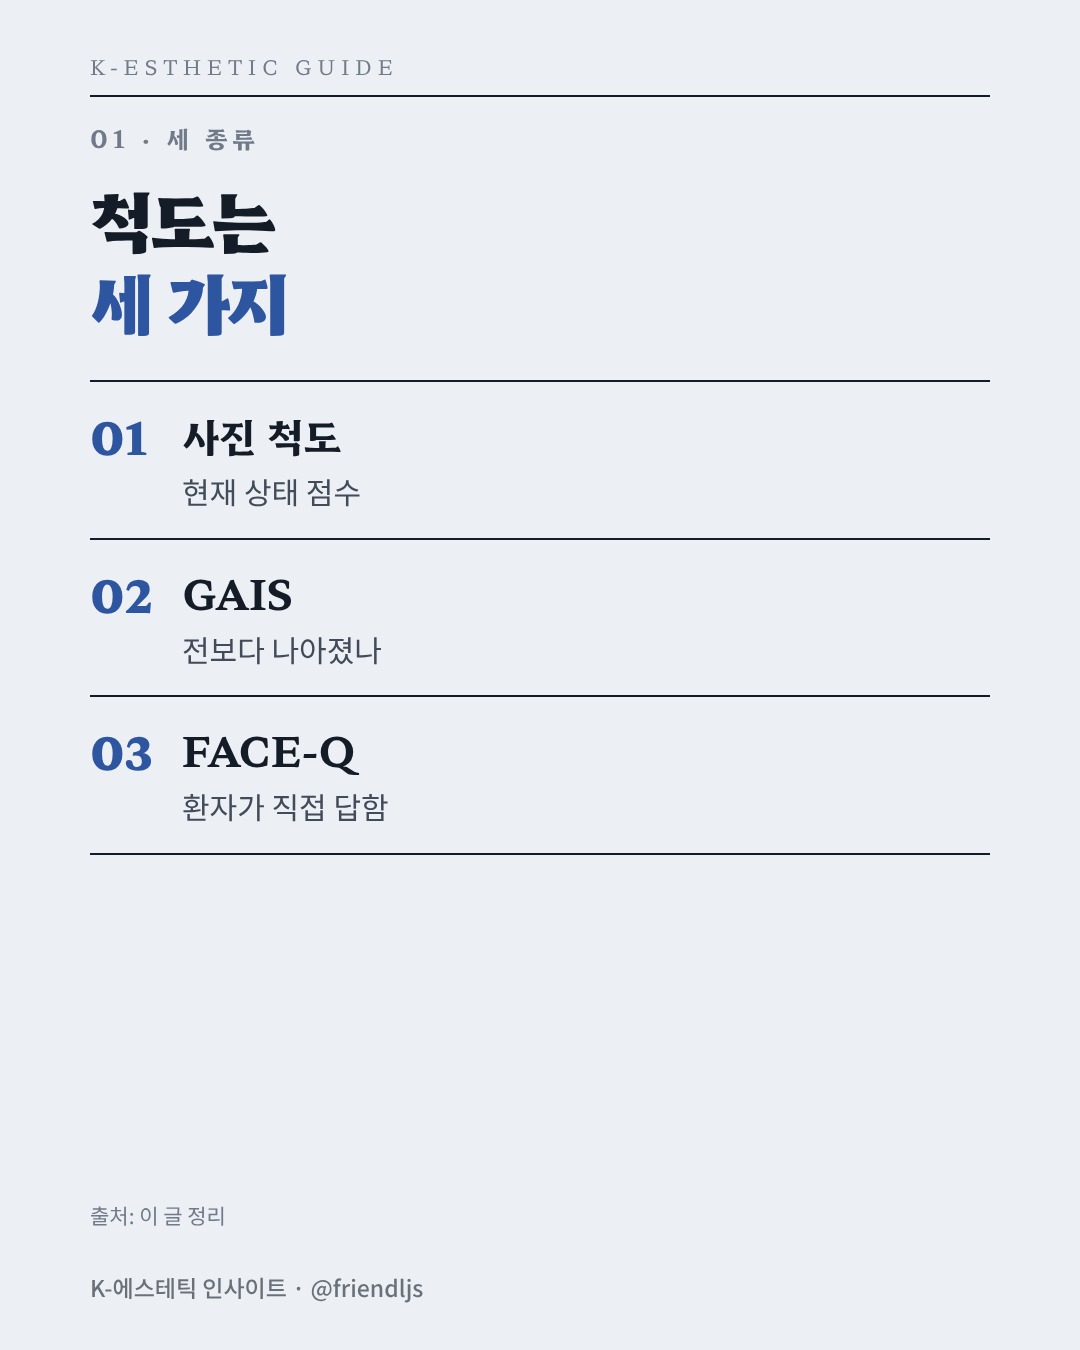 K-ESTHETIC GUIDE
01 · 세 종류
척도는
세 가지
01 사진 척도
현재 상태 점수
02 GAIS
전보다 나아졌나
03 FACE-Q
환자가 직접 답함
출처: 이 글 정리
K-에스테틱 인사이트 · @friendljs